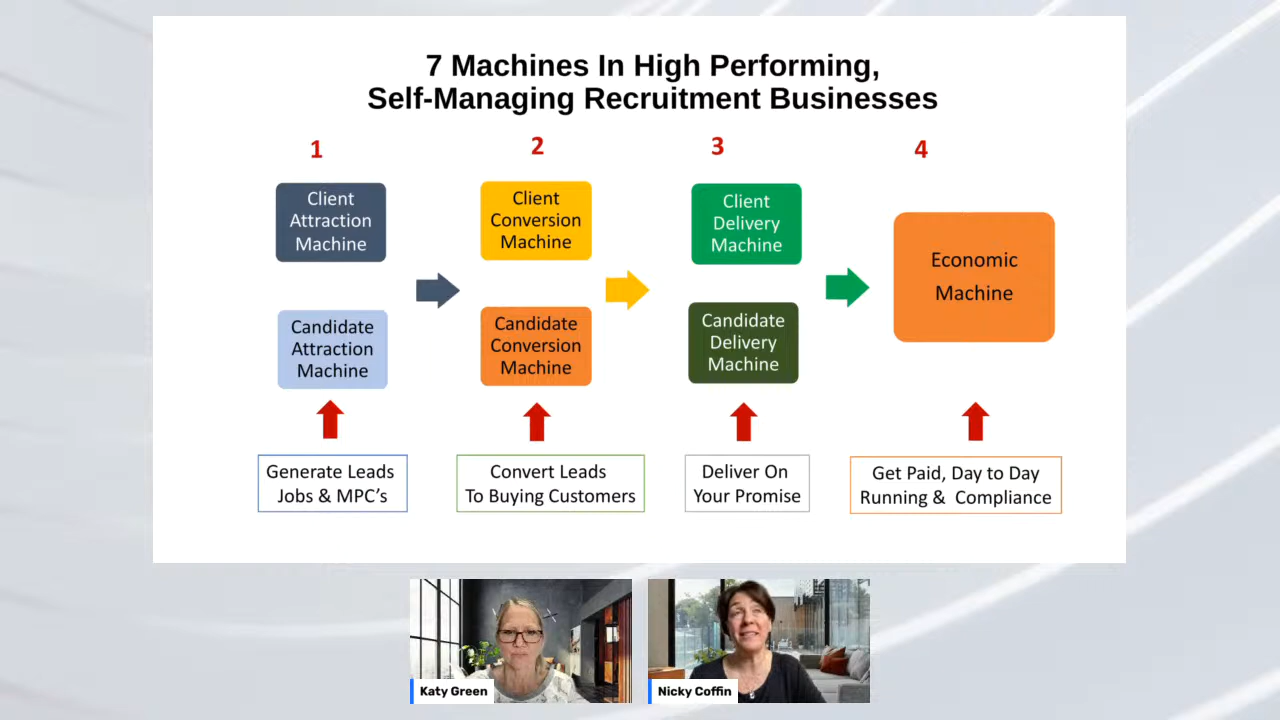 7 Machines In High Performing,
Self-Managing Recruitment Businesses
1
2
3
4
Client
Attraction
Machine
Client
Conversion
Machine
Client
Delivery
Machine
Economic
Machine
Candidate
Attraction
Machine
Candidate
Conversion
Machine
Candidate
Delivery
Machine
Generate Leads
Jobs & MPC's
Convert Leads
To Buying Customers
Deliver On
Your Promise
Get Paid, Day to Day
Running & Compliance
Katy Green
Nicky Coffin